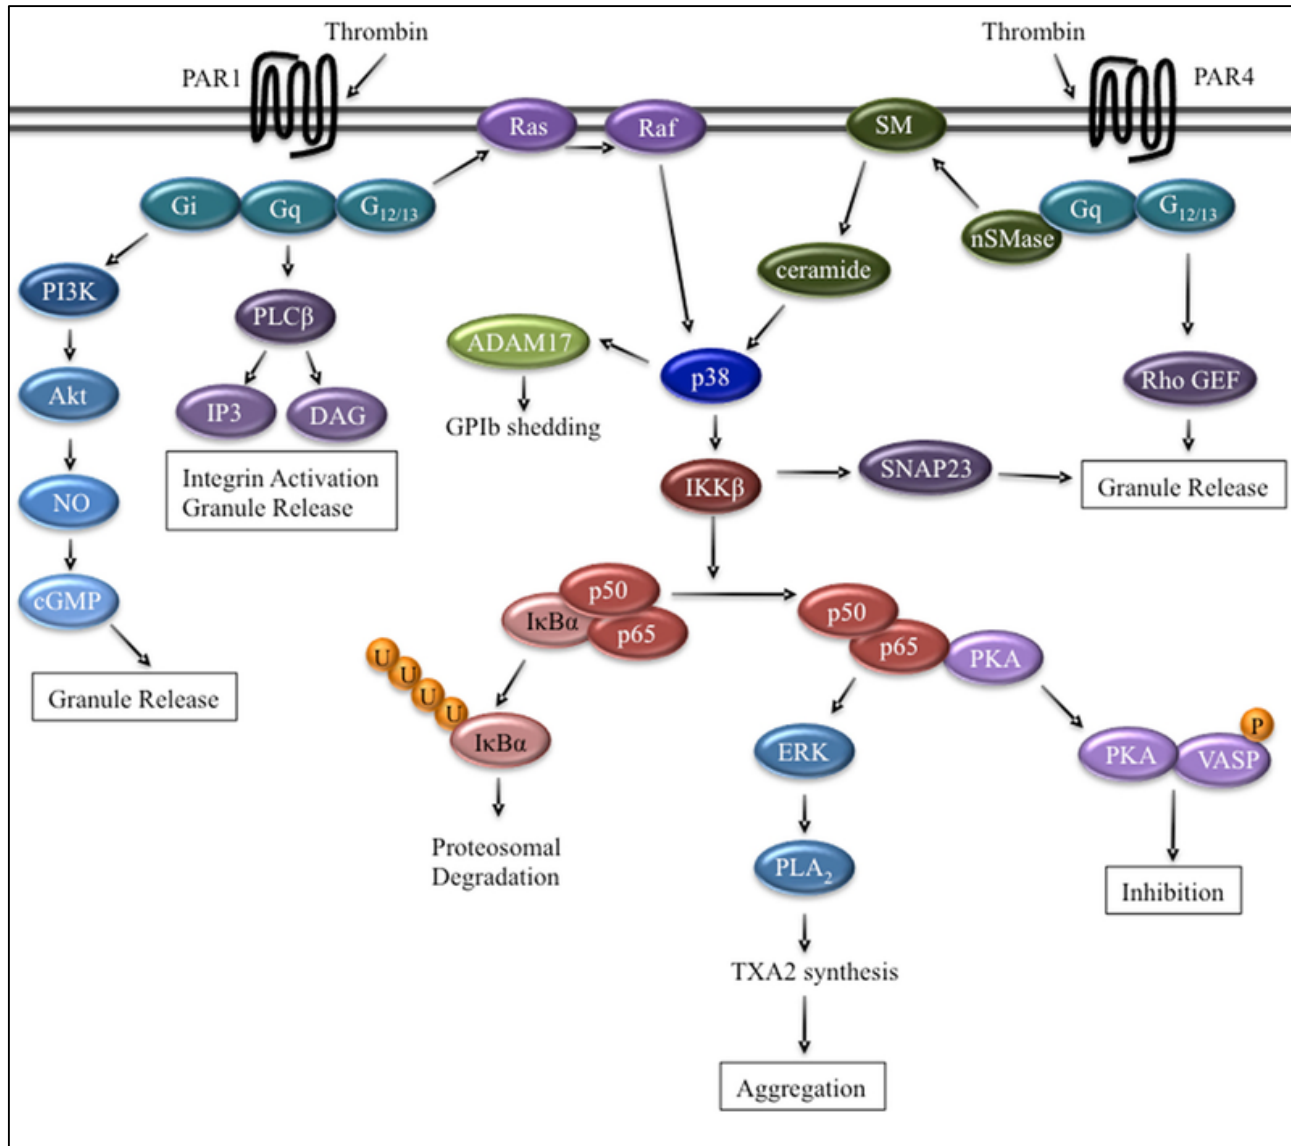 Thrombin
Thrombin
PAR1
PAR4
Ras
Raf
SM
Gi
Gq
G12/13
nSMase
Gq
G12/13
PI3K
ceramide
PLCβ
ADAM17
p38
Rho GEF
Akt
IP3
DAG
GPIb shedding
Integrin Activation
Granule Release
IKKβ
SNAP23
Granule Release
NO
cGMP
p50
IκBα
p65
p50
p65
PKA
U
U
U
U
IκBα
Granule Release
ERK
P
PKA
VASP
Proteosomal
Degradation
PLA2
Inhibition
TXA2 synthesis
Aggregation